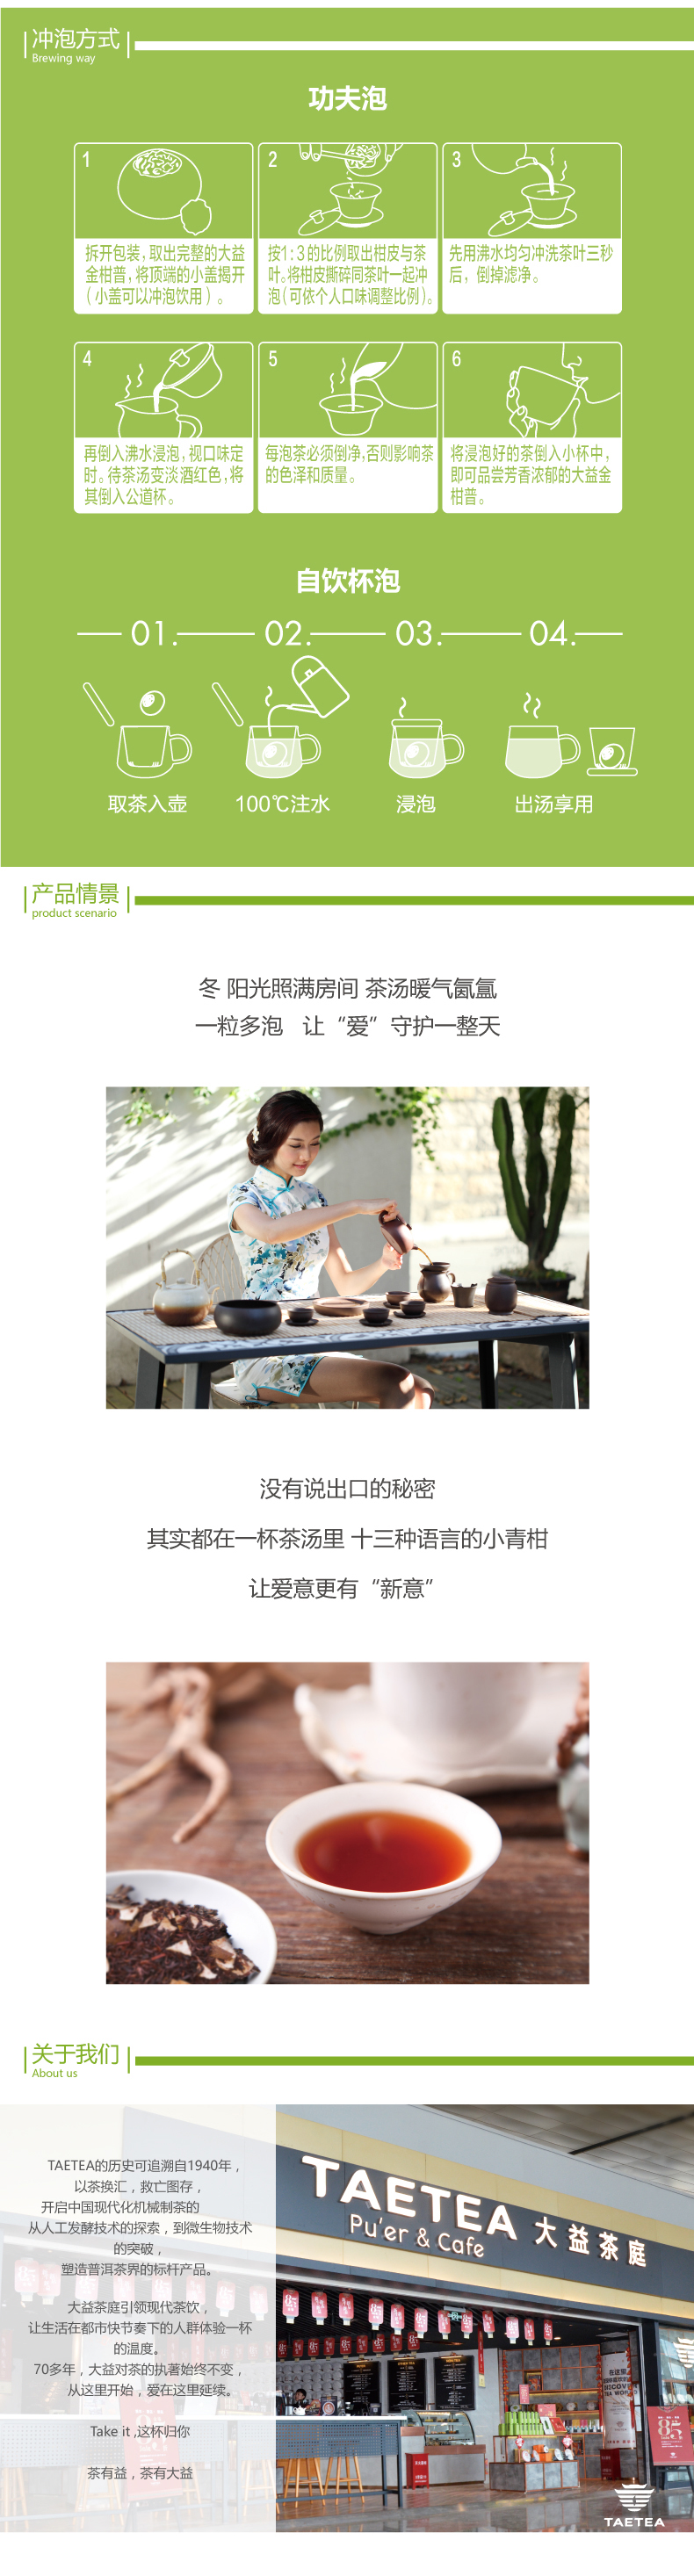 冲泡方式
Brewing way
功夫泡
1
拆开包装,取出完整的大益
金柑普,将顶端的小盖揭开
(小盖可以冲泡饮用)。
2
按1:3的比例取出柑皮与茶
叶。将柑皮撕碎同茶叶一起冲
泡(可依个人口味调整比例)。
3
先用沸水均匀冲洗茶叶三秒
后,倒掉滤净。
4
再倒入沸水浸泡,视口味定
时。待茶汤变淡酒红色,将
其倒入公道杯。
5
每泡茶必须倒净,否则影响茶
的色泽和质量。
6
将浸泡好的茶倒入小杯中,
即可品尝芳香浓郁的大益金
柑普。
自饮杯泡
01.
02.
03.
04.
取茶入壶
100℃注水
浸泡
出汤享用
产品情景
product scenario
冬 阳光照满房间 茶汤暖气氤氲
一粒多泡 让“爱”守护一整天
没有说出口的秘密
其实都在一杯茶汤里 十三种语言的小青柑
让爱意更有“新意”
关于我们
About us
TAETEA的历史可追溯自1940年,
以茶换汇,救亡图存,
开启中国现代化机械制茶的
从人工发酵技术的探索,到微生物技术
的突破,
塑造普洱茶界的标杆产品。
大益茶庭引领现代茶饮,
让生活在都市快节奏下的人群体验一杯
的温度。
70多年,大益对茶的执著始终不变,
从这里开始,爱在这里延续。
Take it ,这杯归你
茶有益,茶有大益
TAETEA 大益茶庭
Pu'er & Cafe
TAETEA